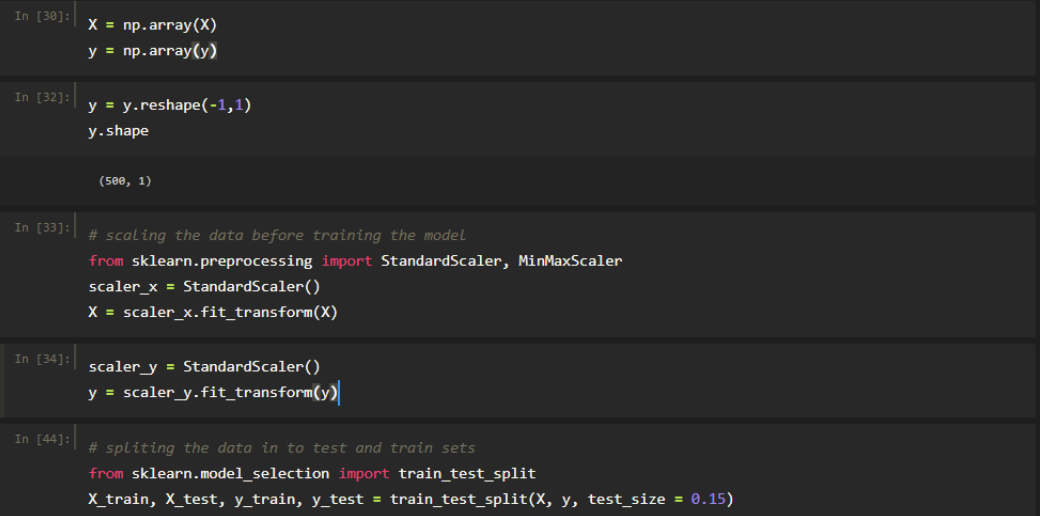 In [30]:
X = np.array(X)
y = np.array(y)
In [32]:
y = y.reshape(-1,1)
y.shape
(500, 1)
In [33]:
# scaling the data before training the model
from sklearn.preprocessing import StandardScaler, MinMaxScaler
scaler_x = StandardScaler()
X = scaler_x.fit_transform(X)
In [34]:
scaler_y = StandardScaler()
y = scaler_y.fit_transform(y)
In [44]:
# spliting the data in to test and train sets
from sklearn.model_selection import train_test_split
X_train, X_test, y_train, y_test = train_test_split(X, y, test_size = 0.15)